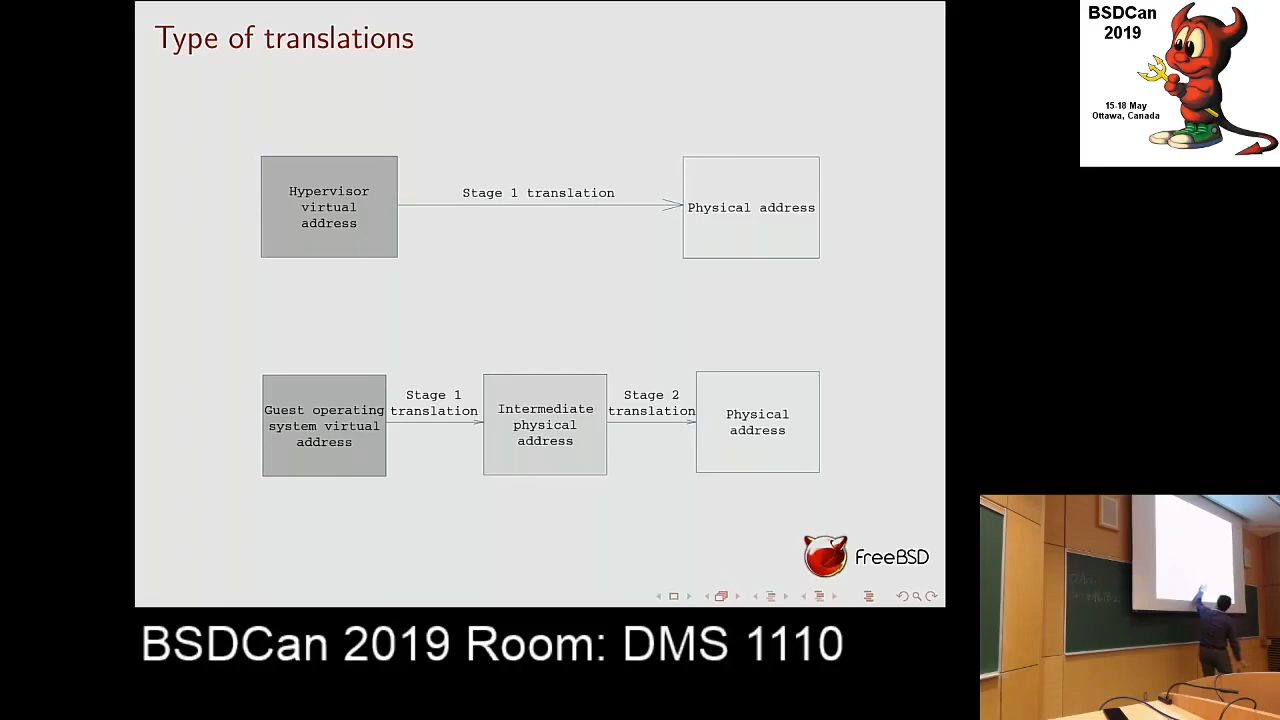 Type of translations
BSDCan
2019
15-18 May
Ottawa, Canada
Hypervisor
virtual
address
Stage 1 translation
Physical address
Guest operating
system virtual
address
Stage 1
translation
Intermediate
physical
address
Stage 2
translation
Physical
address
FreeBSD
BSDCan 2019 Room: DMS 1110